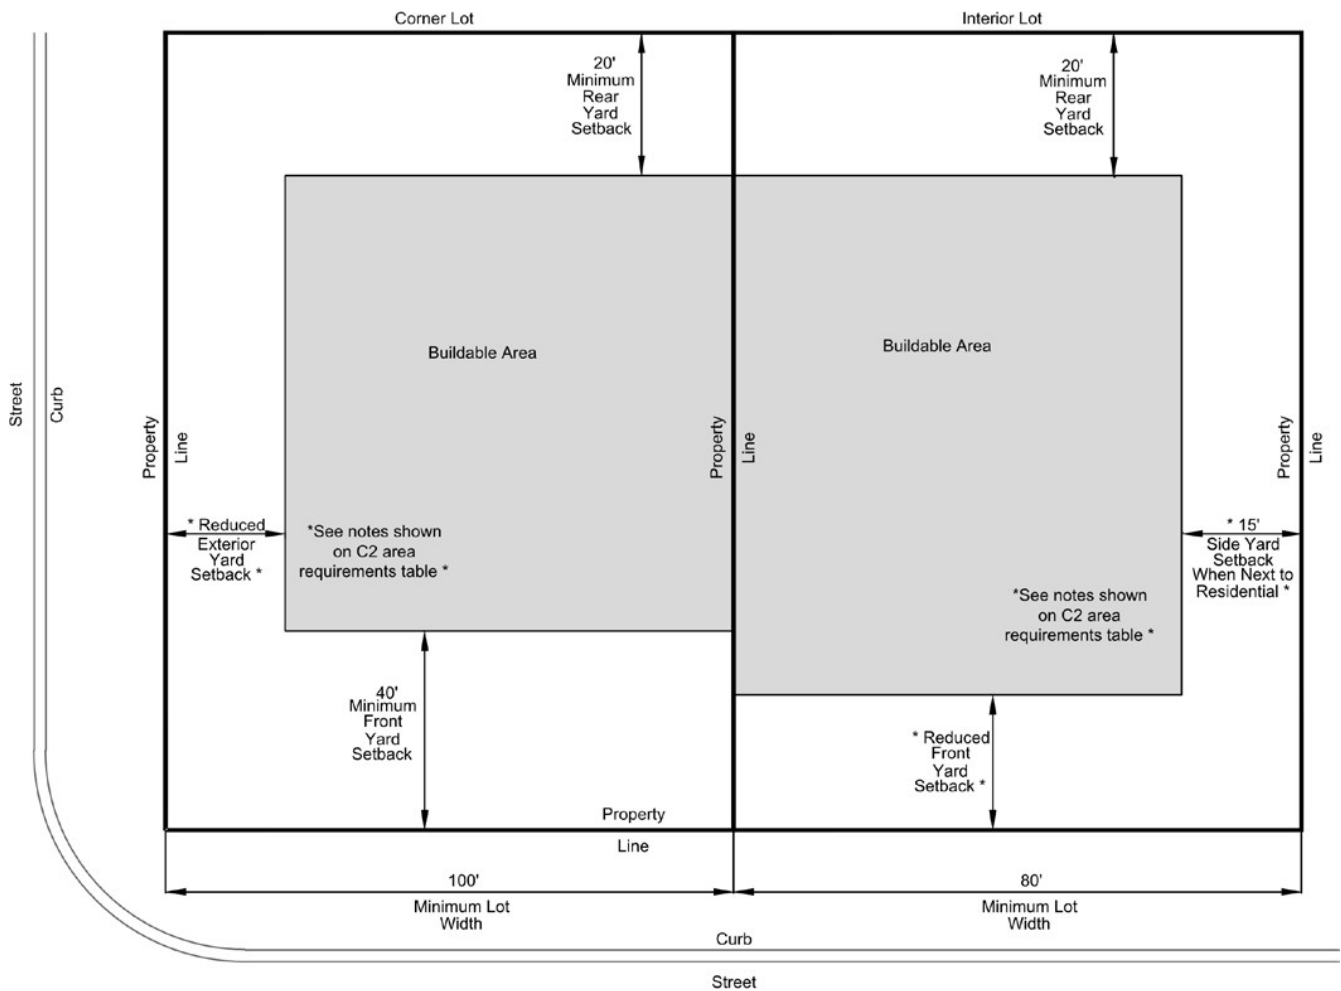 Corner Lot
Interior Lot
20'
Minimum
Rear
Yard
Setback
20'
Minimum
Rear
Yard
Setback
Buildable Area
Buildable Area
Street
Curb
Property
Line
Property
Line
Property
Line
* Reduced
Exterior
Yard
Setback *
*See notes shown
on C2 area
requirements table *
* 15'
Side Yard
Setback
When Next to
Residential *
*See notes shown
on C2 area
requirements table *
40'
Minimum
Front
Yard
Setback
* Reduced
Front
Yard
Setback *
Property
Line
100'
Minimum Lot
Width
80'
Minimum Lot
Width
Curb
Street